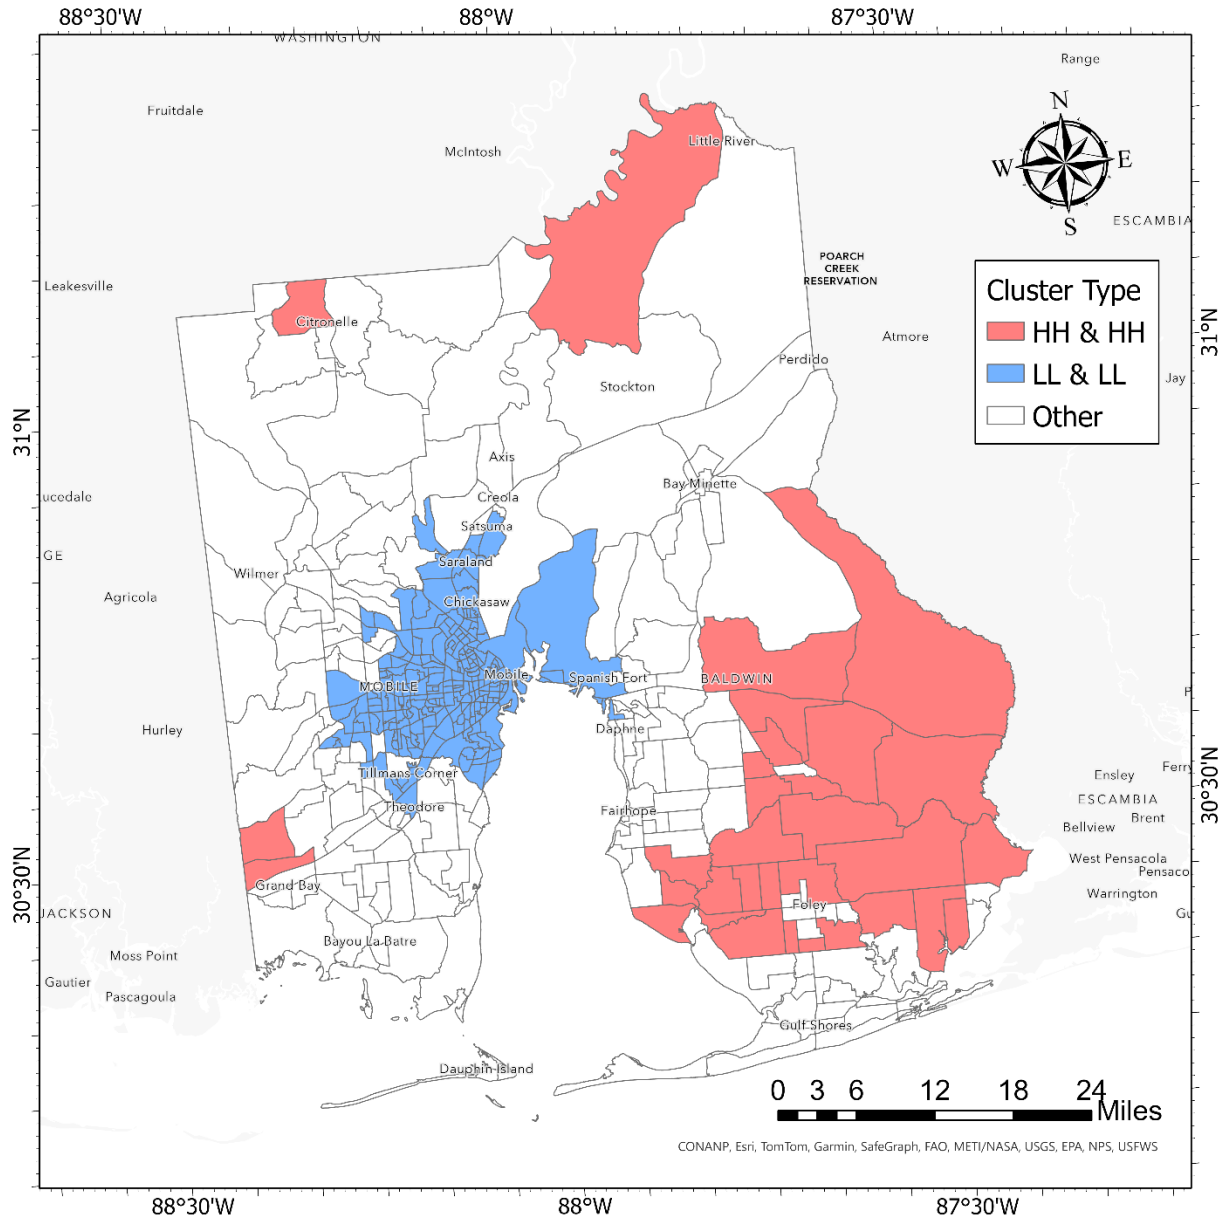 88°30'W 88°W 87°30'W
WASHINGTON
Range
Fruitdale
N
Little River
McIntosh
W E
S
ESCAMBIA
POARCH
CREEK
RESERVATION
Leakesville
Cluster Type
HH & HH
LL & LL
Other
Citronelle
31°N
Atmore
Perdido
Jay
Stockton
31°N
Axis
Bay Minette
Creola
ucedale
Satsuma
GE
Saraland
Wilmer
Agricola
Chickasaw
Mobile
Spanish Fort
BALDWIN
MOBILE
P
Hurley
Daphne
Ferry
Tillmans Corner
Ensley
30°30'N
ESCAMBIA
Theodore
Fairhope
Brent
Bellview
West Pensacola
Pensaco
Grand Bay
30°30'N
Warrington
Foley
JACKSON
Gu
Bayou La Batre
Moss Point
Gautier
Pascagoula
Gulf Shores
Dauphin Island
0 3 6 12 18 24
Miles
CONANP, Esri, TomTom, Garmin, SafeGraph, FAO, METI/NASA, USGS, EPA, NPS, USFWS
88°30'W 88°W 87°30'W